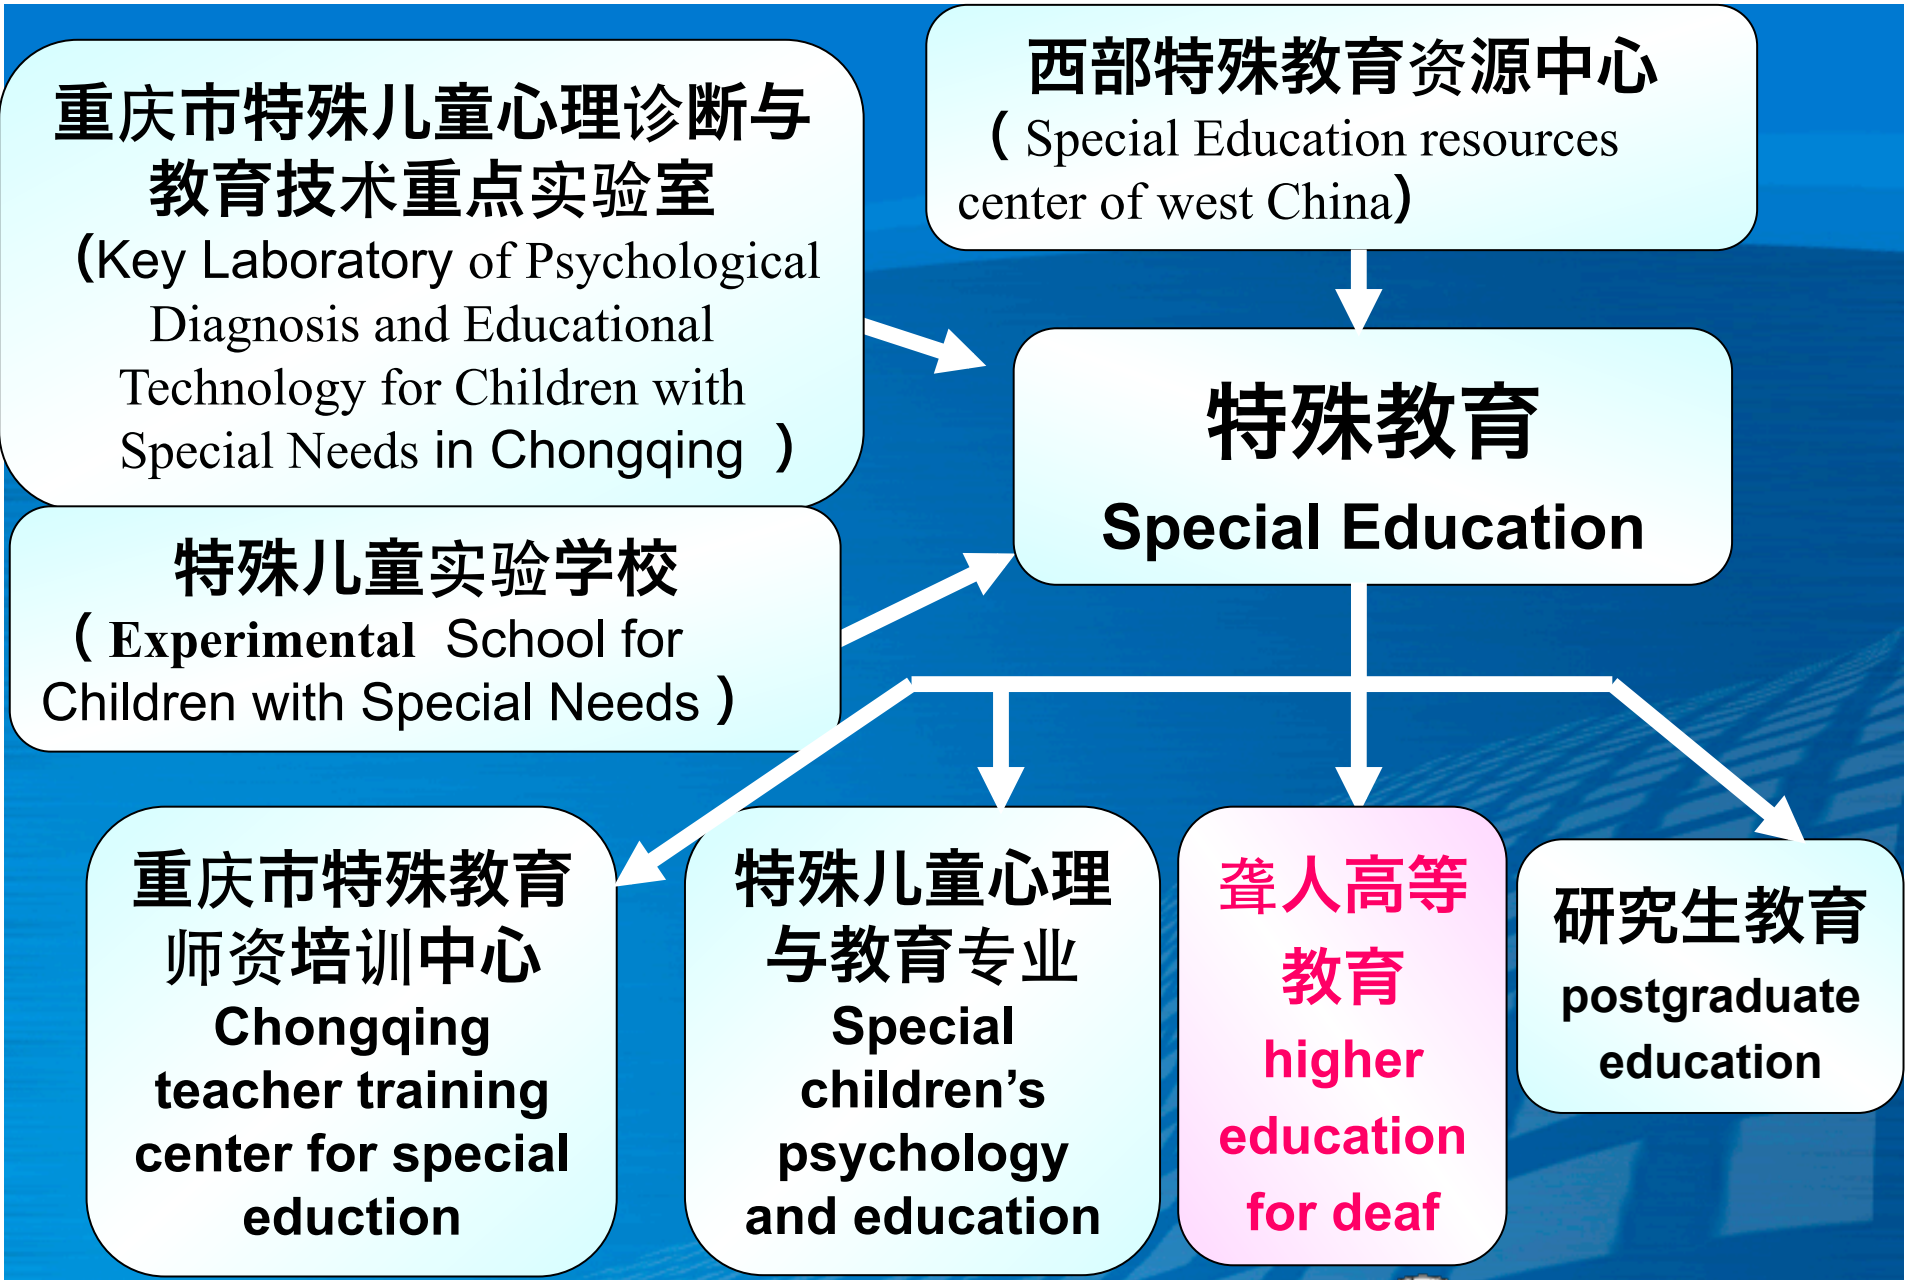 重庆市特殊儿童心理诊断与
教育技术重点实验室
（Key Laboratory of Psychological
Diagnosis and Educational
Technology for Children with
Special Needs in Chongqing ）
西部特殊教育资源中心
（ Special Education resources
center of west China）
特殊教育
Special Education
特殊儿童实验学校
（ Experimental School for
Children with Special Needs ）
重庆市特殊教育
师资培训中心
Chongqing
teacher training
center for special
eduction
特殊儿童心理
与教育专业
Special
children’s
psychology
and education
聋人高等
教育
higher
education
for deaf
研究生教育
postgraduate
education